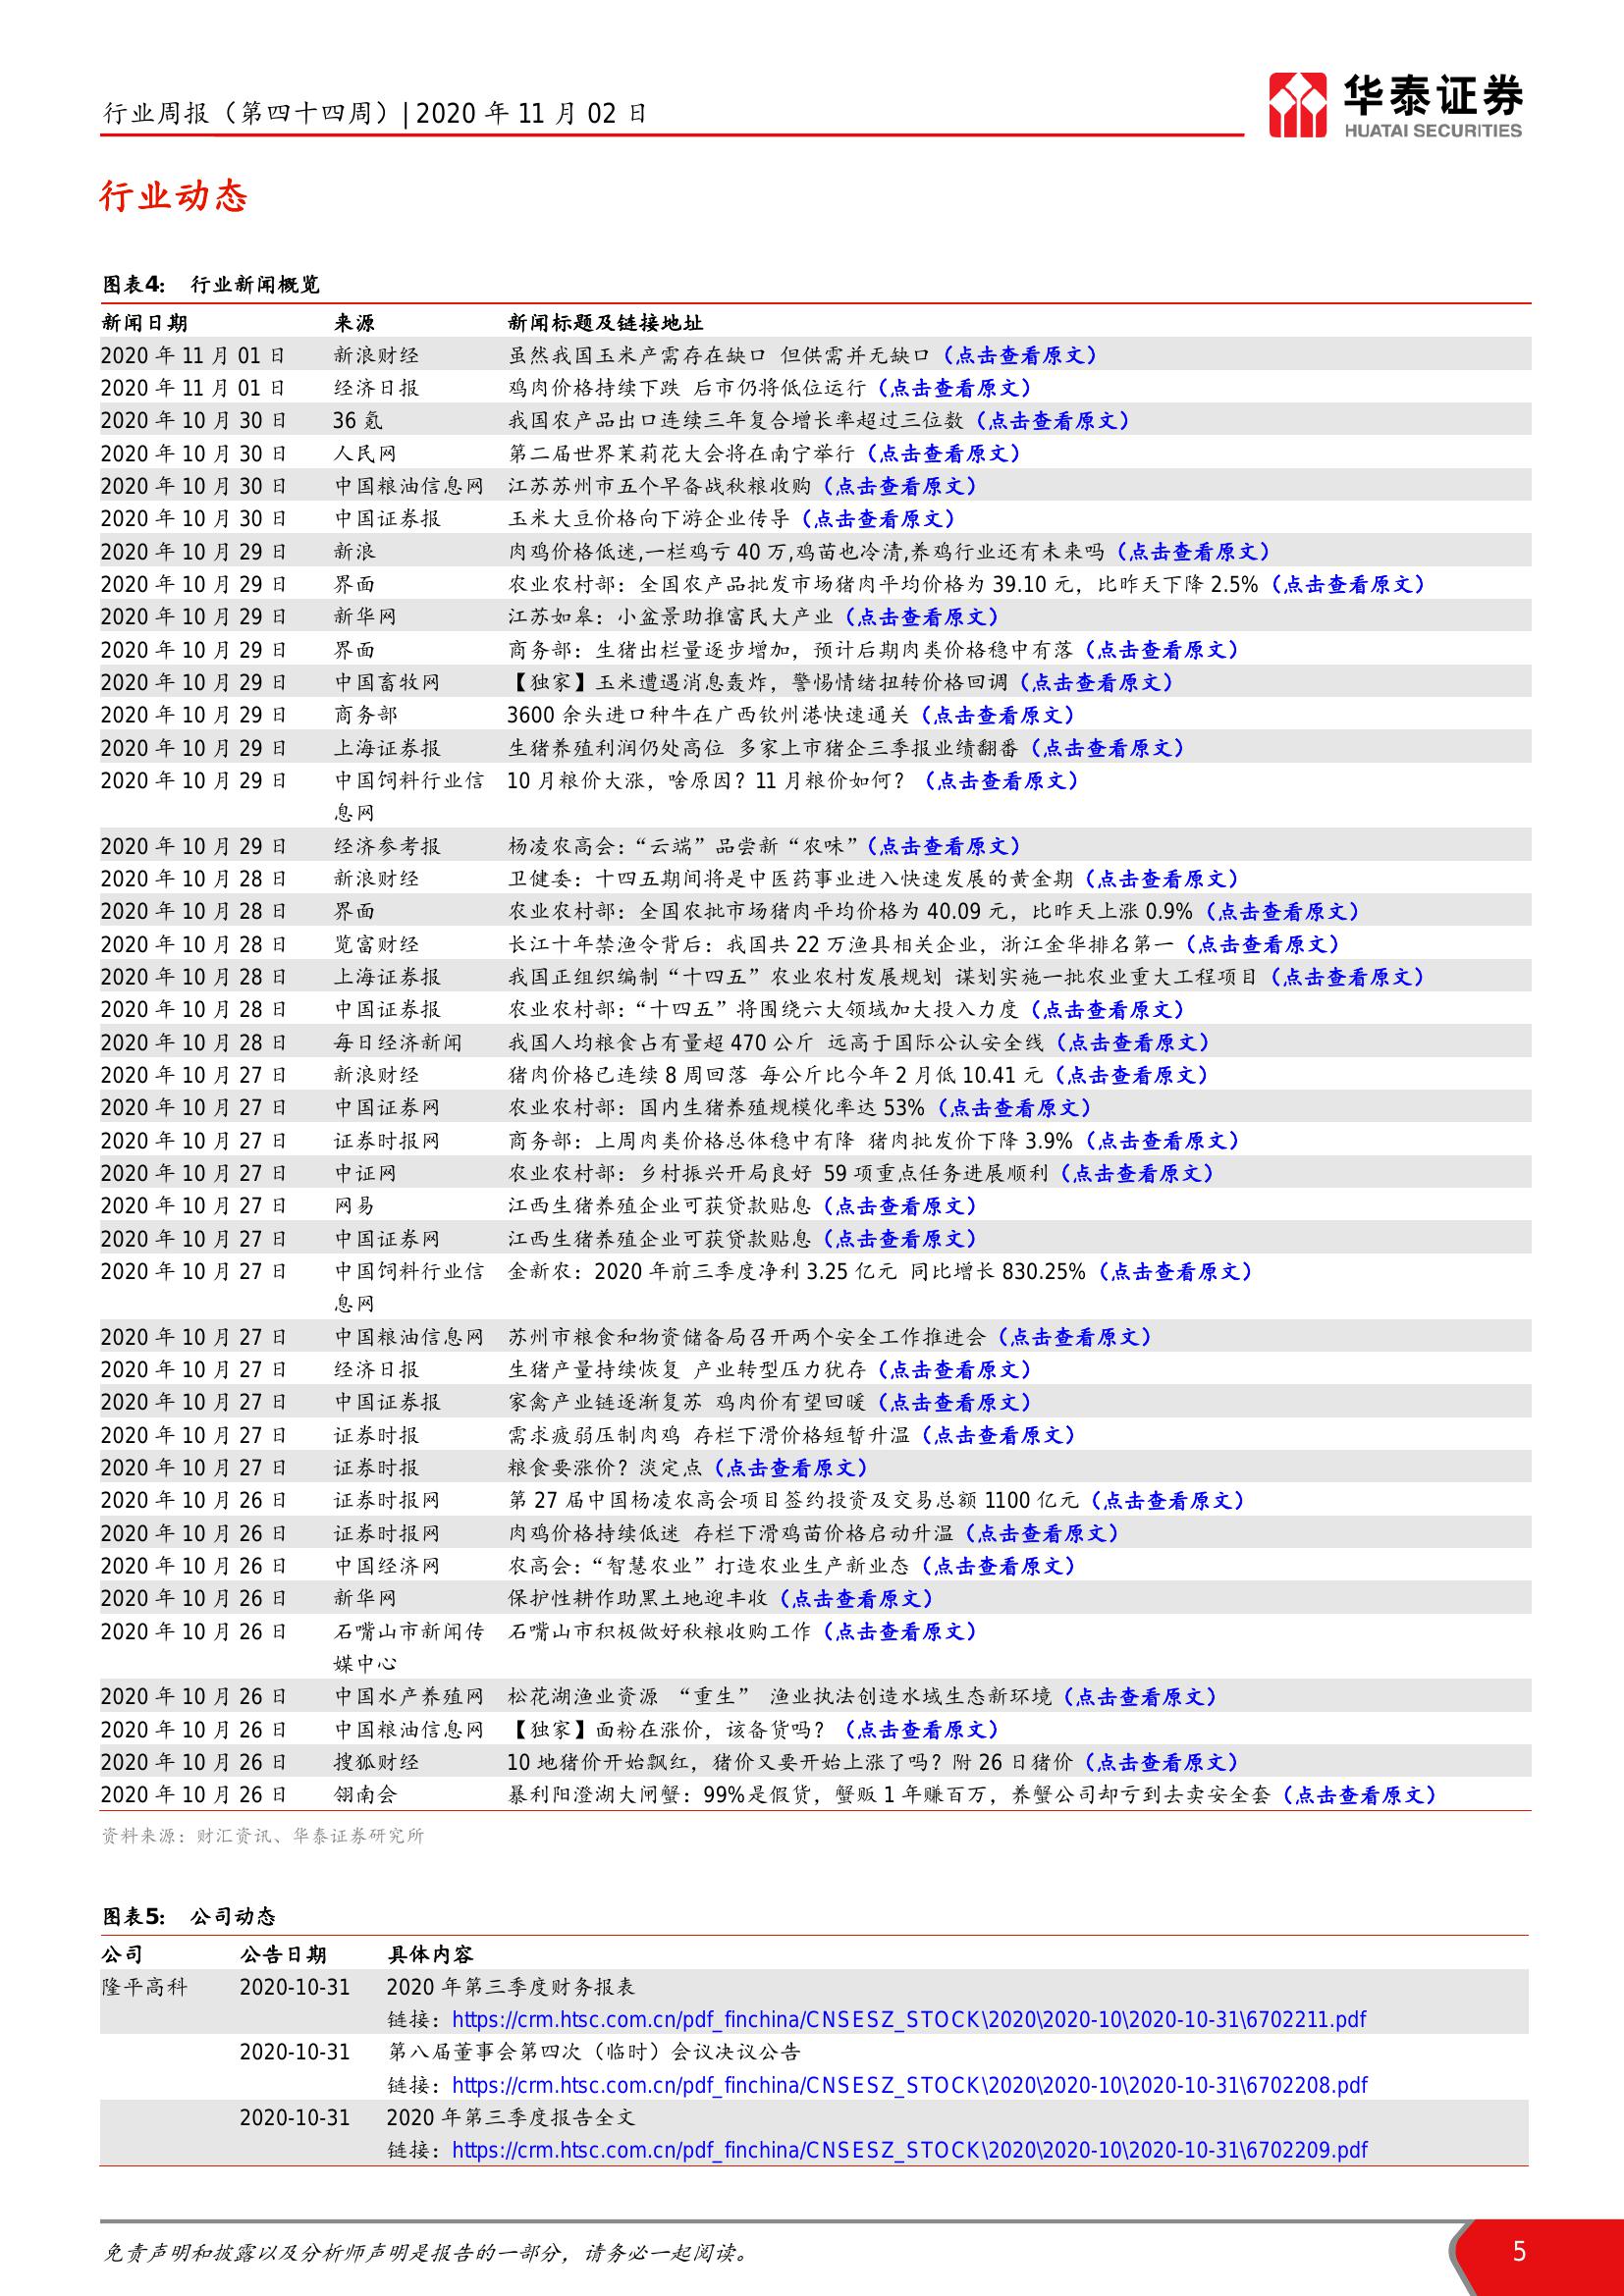 行业周报（第四十四周）| 2020 年 11 月 02 日
华泰证券
HUATAI SECURITIES
行业动态
图表4： 行业新闻概览
新闻日期 来源 新闻标题及链接地址
2020 年 11 月 01 日 新浪财经 虽然我国玉米产需存在缺口 但供需并无缺口（点击查看原文）
2020 年 11 月 01 日 经济日报 鸡肉价格持续下跌 后市仍将低位运行（点击查看原文）
2020 年 10 月 30 日 36 氪 我国农产品出口连续三年复合增长率超过三位数（点击查看原文）
2020 年 10 月 30 日 人民网 第二届世界茉莉花大会将在南宁举行（点击查看原文）
2020 年 10 月 30 日 中国粮油信息网 江苏苏州市五个早备战秋粮收购（点击查看原文）
2020 年 10 月 30 日 中国证券报 玉米大豆价格向下游企业传导（点击查看原文）
2020 年 10 月 29 日 新浪 肉鸡价格低迷,一栏鸡亏 40 万,鸡苗也冷清,养鸡行业还有未来吗（点击查看原文）
2020 年 10 月 29 日 界面 农业农村部：全国农产品批发市场猪肉平均价格为 39.10 元，比昨天下降 2.5%（点击查看原文）
2020 年 10 月 29 日 新华网 江苏如皋：小盆景助推富民大产业（点击查看原文）
2020 年 10 月 29 日 界面 商务部：生猪出栏量逐步增加，预计后期肉类价格稳中有落（点击查看原文）
2020 年 10 月 29 日 中国畜牧网 【独家】玉米遭遇消息轰炸，警惕情绪扭转价格回调（点击查看原文）
2020 年 10 月 29 日 商务部 3600 余头进口种牛在广西钦州港快速通关（点击查看原文）
2020 年 10 月 29 日 上海证券报 生猪养殖利润仍处高位 多家上市猪企三季报业绩翻番（点击查看原文）
2020 年 10 月 29 日 中国饲料行业信 10 月粮价大涨，啥原因？11 月粮价如何？（点击查看原文）
息网
2020 年 10 月 29 日 经济参考报 杨凌农高会：“云端”品尝新“农味”（点击查看原文）
2020 年 10 月 28 日 新浪财经 卫健委：十四五期间将是中医药事业进入快速发展的黄金期（点击查看原文）
2020 年 10 月 28 日 界面 农业农村部：全国农批市场猪肉平均价格为 40.09 元，比昨天上涨 0.9%（点击查看原文）
2020 年 10 月 28 日 览富财经 长江十年禁渔令背后：我国共 22 万渔具相关企业，浙江金华排名第一（点击查看原文）
2020 年 10 月 28 日 上海证券报 我国正组织编制“十四五”农业农村发展规划 谋划实施一批农业重大工程项目（点击查看原文）
2020 年 10 月 28 日 中国证券报 农业农村部：“十四五”将围绕六大领域加大投入力度（点击查看原文）
2020 年 10 月 28 日 每日经济新闻 我国人均粮食占有量超 470 公斤 远高于国际公认安全线（点击查看原文）
2020 年 10 月 27 日 新浪财经 猪肉价格已连续 8 周回落 每公斤比今年 2 月低 10.41 元（点击查看原文）
2020 年 10 月 27 日 中国证券网 农业农村部：国内生猪养殖规模化率达 53%（点击查看原文）
2020 年 10 月 27 日 证券时报网 商务部：上周肉类价格总体稳中有降 猪肉批发价下降 3.9%（点击查看原文）
2020 年 10 月 27 日 中证网 农业农村部：乡村振兴开局良好 59 项重点任务进展顺利（点击查看原文）
2020 年 10 月 27 日 网易 江西生猪养殖企业可获贷款贴息（点击查看原文）
2020 年 10 月 27 日 中国证券网 江西生猪养殖企业可获贷款贴息（点击查看原文）
2020 年 10 月 27 日 中国饲料行业信 金新农：2020 年前三季度净利 3.25 亿元 同比增长 830.25%（点击查看原文）
息网
2020 年 10 月 27 日 中国粮油信息网 苏州市粮食和物资储备局召开两个安全工作推进会（点击查看原文）
2020 年 10 月 27 日 经济日报 生猪产量持续恢复 产业转型压力犹存（点击查看原文）
2020 年 10 月 27 日 中国证券报 家禽产业链逐渐复苏 鸡肉价有望回暖（点击查看原文）
2020 年 10 月 27 日 证券时报 需求疲弱压制肉鸡 存栏下滑价格短暂升温（点击查看原文）
2020 年 10 月 27 日 证券时报 粮食要涨价？淡定点（点击查看原文）
2020 年 10 月 26 日 证券时报网 第 27 届中国杨凌农高会项目签约投资及交易总额 1100 亿元（点击查看原文）
2020 年 10 月 26 日 证券时报网 肉鸡价格持续低迷 存栏下滑鸡苗价格启动升温（点击查看原文）
2020 年 10 月 26 日 中国经济网 农高会：“智慧农业”打造农业生产新业态（点击查看原文）
2020 年 10 月 26 日 新华网 保护性耕作助黑土地迎丰收（点击查看原文）
2020 年 10 月 26 日 石嘴山市新闻传 石嘴山市积极做好秋粮收购工作（点击查看原文）
媒中心
2020 年 10 月 26 日 中国水产养殖网 松花湖渔业资源 “重生” 渔业执法创造水域生态新环境（点击查看原文）
2020 年 10 月 26 日 中国粮油信息网 【独家】面粉在涨价，该备货吗？（点击查看原文）
2020 年 10 月 26 日 搜狐财经 10 地猪价开始飘红，猪价又要开始上涨了吗？附 26 日猪价（点击查看原文）
2020 年 10 月 26 日 翎南会 暴利阳澄湖大闸蟹：99%是假货，蟹贩 1 年赚百万，养蟹公司却亏到去卖安全套（点击查看原文）
资料来源：财汇资讯、华泰证券研究所
图表5： 公司动态
公司 公告日期 具体内容
隆平高科 2020-10-31 2020 年第三季度财务报表
链接：https://crm.htsc.com.cn/pdf_finchina/CNSESZ_STOCK\2020\2020-10\2020-10-31\6702211.pdf
2020-10-31 第八届董事会第四次（临时）会议决议公告
链接：https://crm.htsc.com.cn/pdf_finchina/CNSESZ_STOCK\2020\2020-10\2020-10-31\6702208.pdf
2020-10-31 2020 年第三季度报告全文
链接：https://crm.htsc.com.cn/pdf_finchina/CNSESZ_STOCK\2020\2020-10\2020-10-31\6702209.pdf
免责声明和披露以及分析师声明是报告的一部分，请务必一起阅读。 5